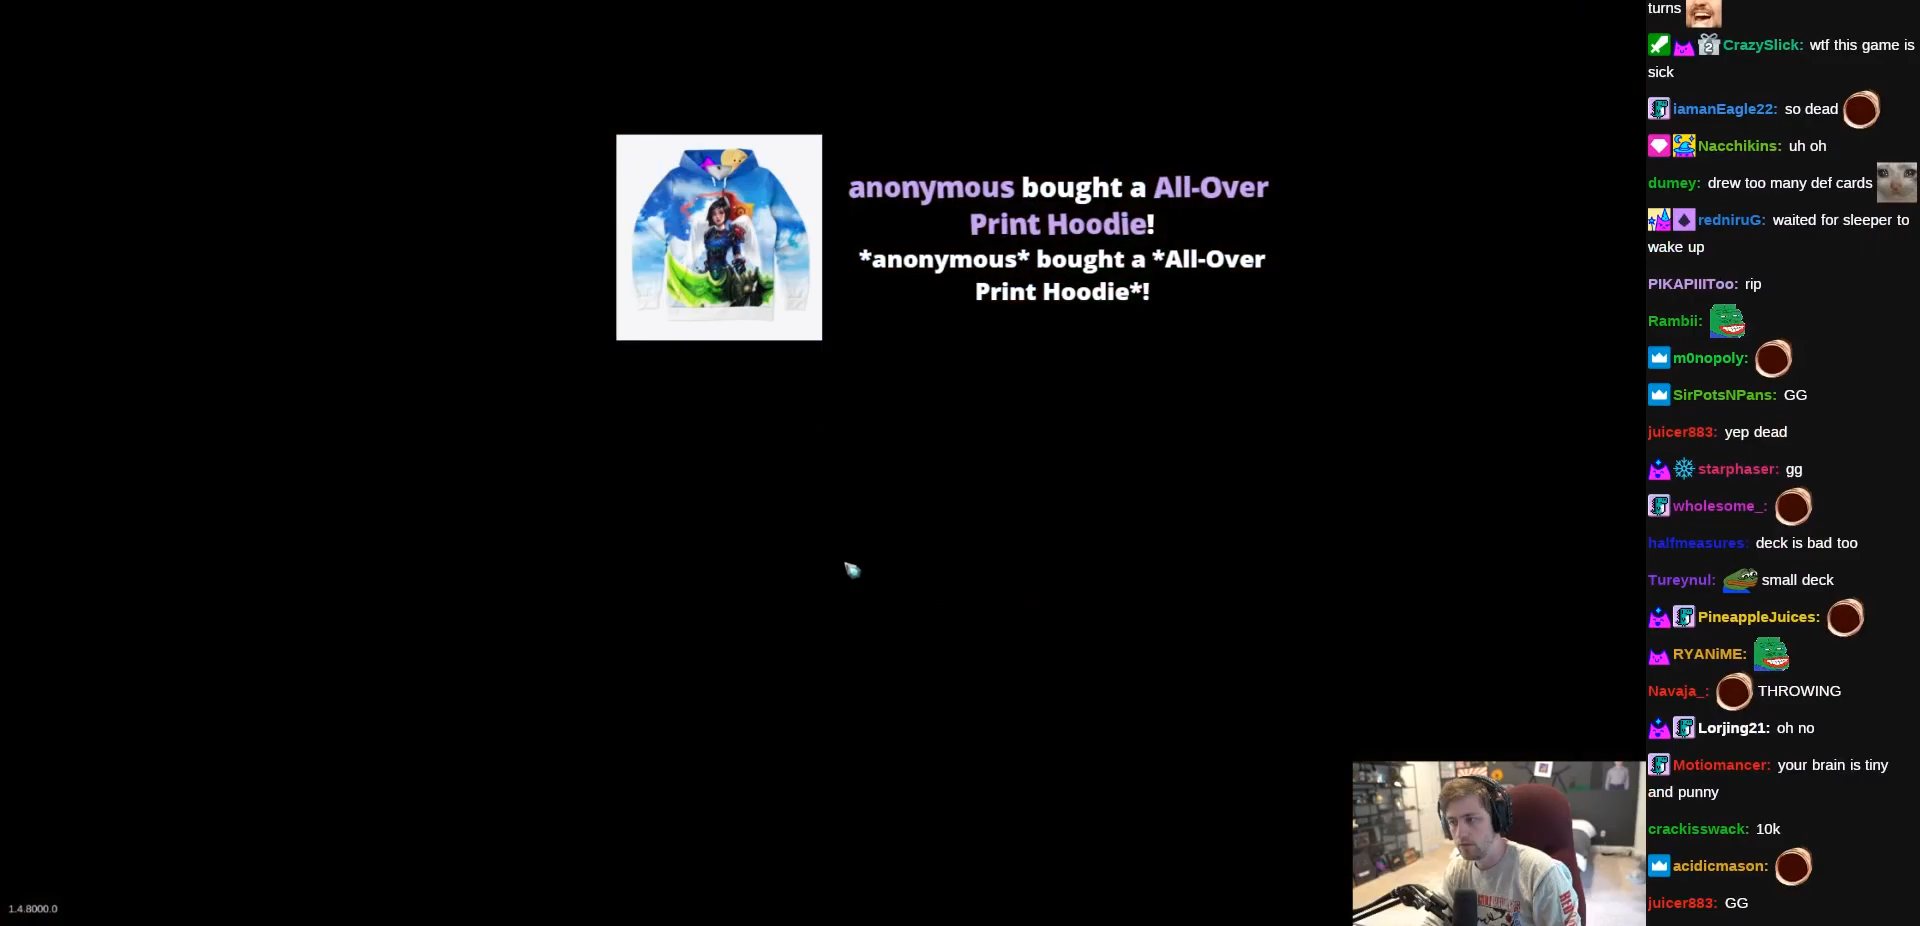 anonymous bought a All-Over
Print Hoodie!
*anonymous* bought a *All-Over
Print Hoodie*!
1.4.8000.0
turns
CrazySlick: wtf this game is
sick
iamanEagle22: so dead
Nacchikins: uh oh
dumey: drew too many def cards
redniruG: waited for sleeper to
wake up
PIKAPIIIToo: rip
Rambii:
m0nopoly:
SirPotsNPans: GG
juicer883: yep dead
starphaser: gg
wholesome_:
halfmeasures: deck is bad too
Tureynul: small deck
PineappleJuices:
RYANiME:
Navaja_: THROWING
Lorjing21: oh no
Motiomancer: your brain is tiny
and punny
crackisswack: 10k
acidicmason:
juicer883: GG